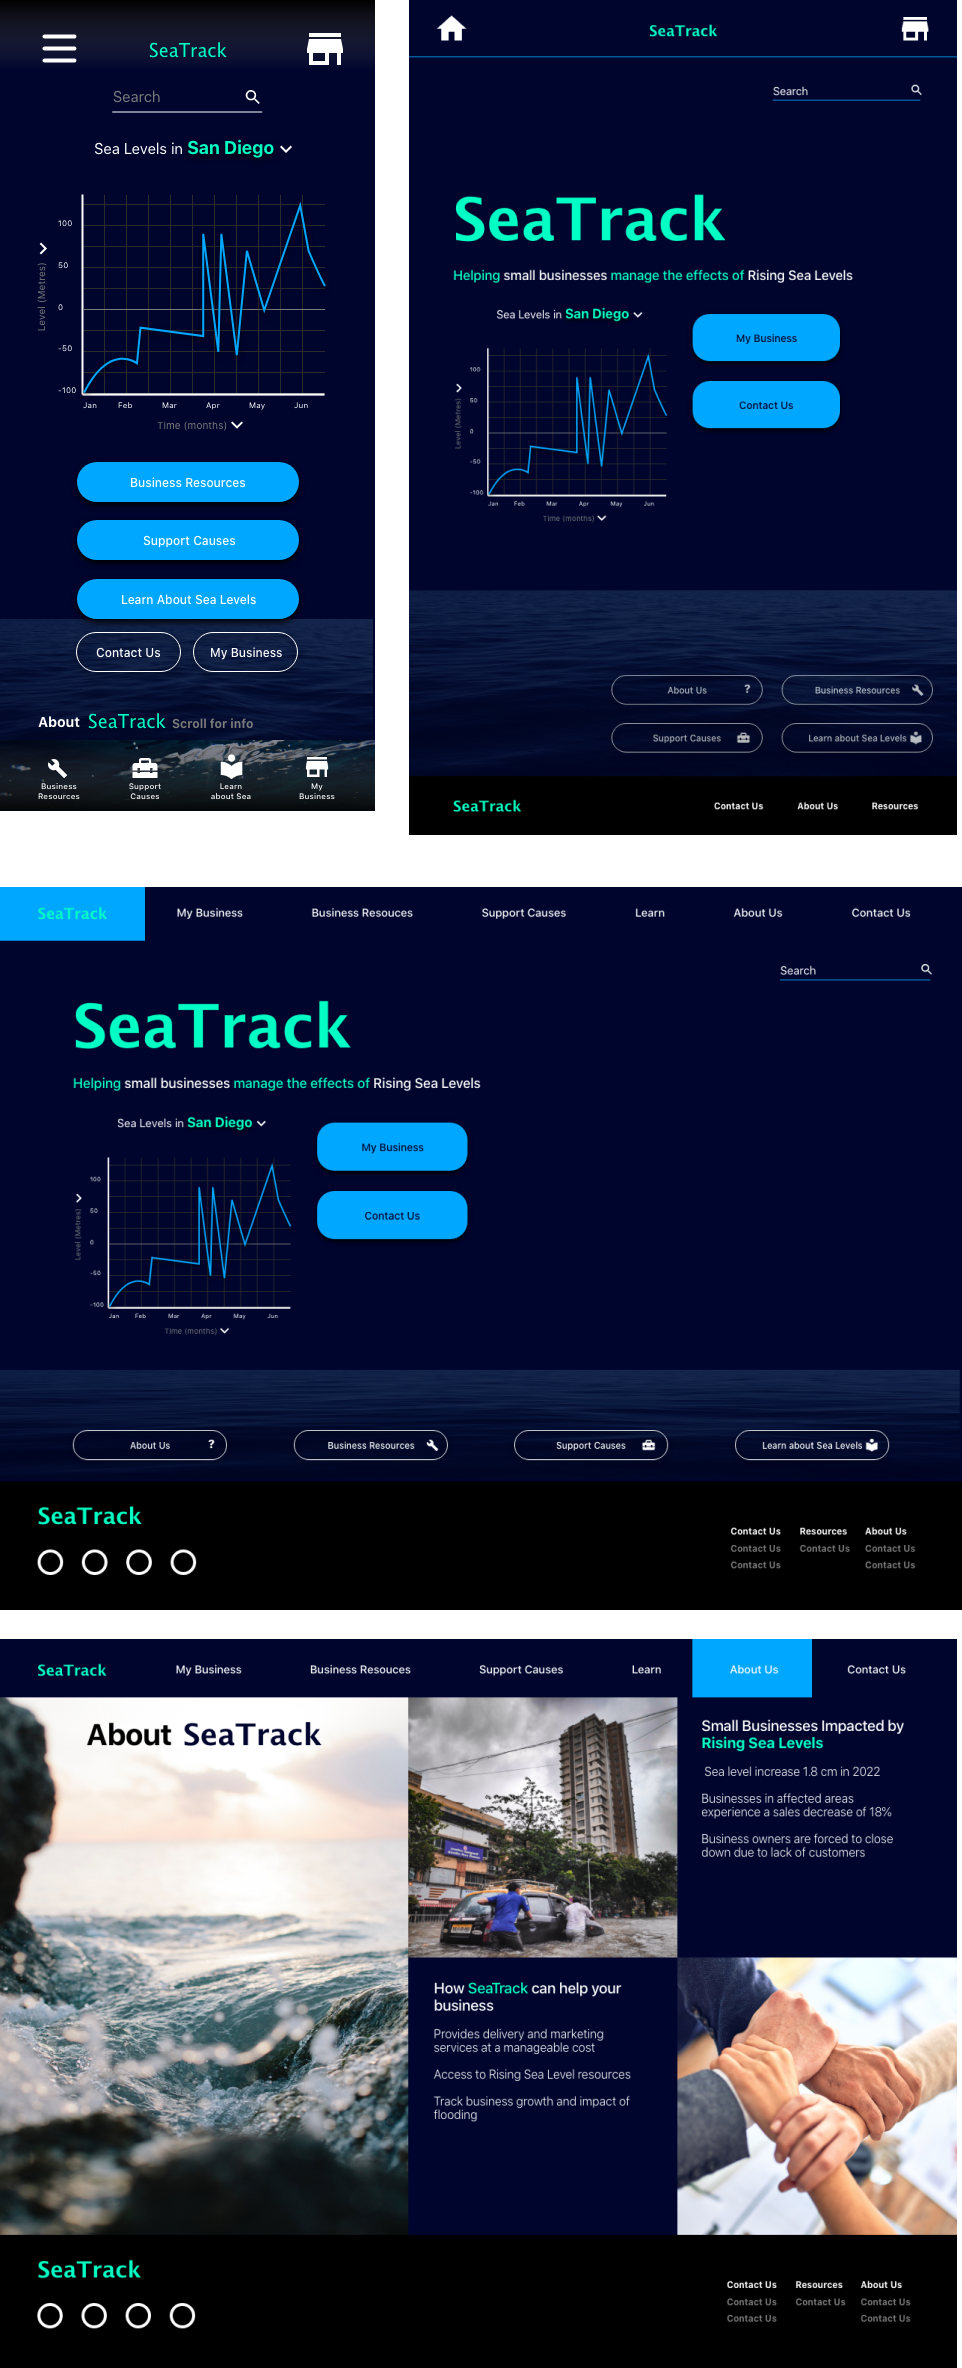 SeaTrack
Search
Sea Levels in San Diego
100
50
0
-50
-100
Level (Metres)
Jan Feb Mar Apr May Jun
Time (months)
Business Resources
Support Causes
Learn About Sea Levels
Contact Us My Business
About SeaTrack Scroll for info
Business Resources
Support Causes
Learn about Sea
My Business
SeaTrack
Search
SeaTrack
Helping small businesses manage the effects of Rising Sea Levels
Sea Levels in San Diego
100
50
0
-50
-100
Level (Metres)
Jan Feb Mar Apr May Jun
Time (months)
My Business
Contact Us
About Us ? Business Resources
Support Causes Learn about Sea Levels
SeaTrack Contact Us About Us Resources
SeaTrack My Business Business Resouces Support Causes Learn About Us Contact Us
Search
SeaTrack
Helping small businesses manage the effects of Rising Sea Levels
Sea Levels in San Diego
100
50
0
-50
-100
Level (Metres)
Jan Feb Mar Apr May Jun
Time (months)
My Business
Contact Us
About Us ? Business Resources Support Causes Learn about Sea Levels
SeaTrack
Contact Us Resources About Us
Contact Us Contact Us Contact Us
Contact Us Contact Us
SeaTrack My Business Business Resouces Support Causes Learn About Us Contact Us
About SeaTrack
Small Businesses Impacted by
Rising Sea Levels
Sea level increase 1.8 cm in 2022
Businesses in affected areas
experience a sales decrease of 18%
Business owners are forced to close
down due to lack of customers
How SeaTrack can help your
business
Provides delivery and marketing
services at a manageable cost
Access to Rising Sea Level resources
Track business growth and impact of
flooding
SeaTrack
Contact Us Resources About Us
Contact Us Contact Us Contact Us
Contact Us Contact Us